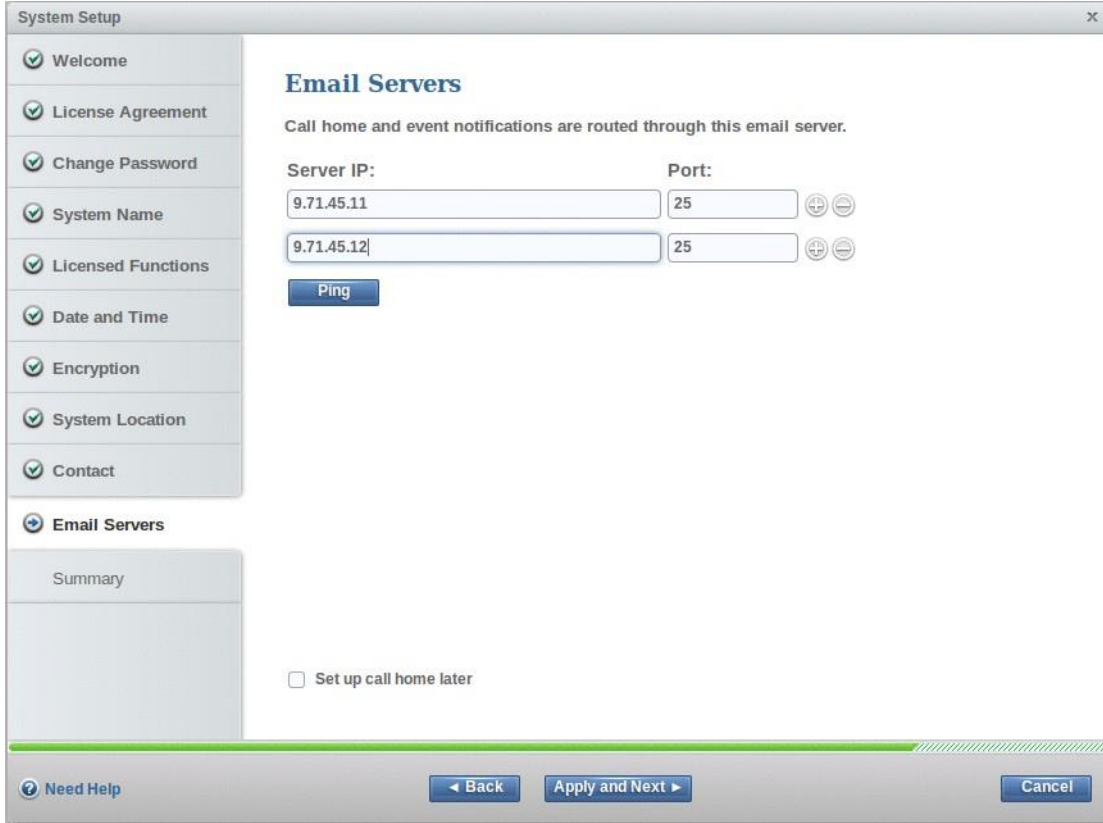 System Setup
x
Welcome
License Agreement
Change Password
System Name
Licensed Functions
Date and Time
Encryption
System Location
Contact
Email Servers
Summary
Email Servers
Call home and event notifications are routed through this email server.
Server IP: Port:
9.71.45.11 25
9.71.45.12 25
Ping
Set up call home later
Need Help
◄ Back
Apply and Next ►
Cancel